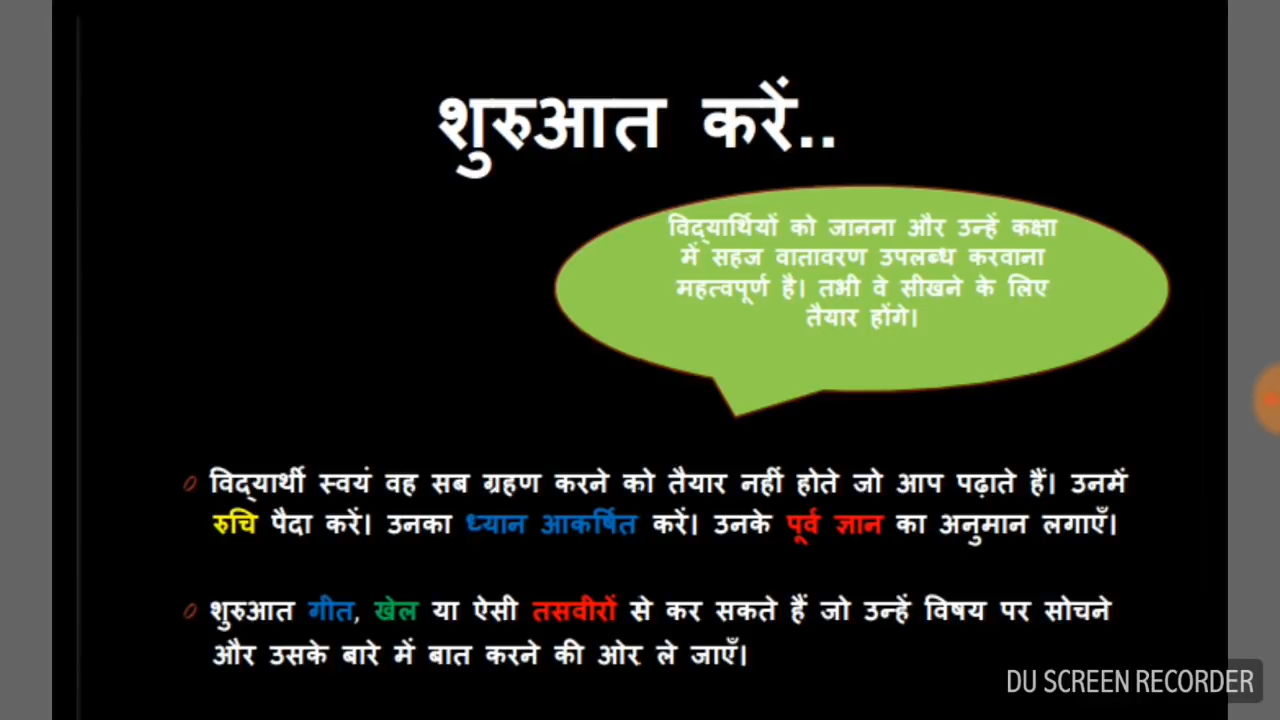 शुरुआत करें..
विद्यार्थियों को जानना और उन्हें कक्षा
में सहज वातावरण उपलब्ध करवाना
महत्वपूर्ण है। तभी वे सीखने के लिए
तैयार होंगे।
विद्यार्थी स्वयं वह सब ग्रहण करने को तैयार नहीं होते जो आप पढ़ाते हैं। उनमें
रुचि पैदा करें। उनका ध्यान आकर्षित करें। उनके पूर्व ज्ञान का अनुमान लगाएँ।
शुरुआत गीत, खेल या ऐसी तसवीरों से कर सकते हैं जो उन्हें विषय पर सोचने
और उसके बारे में बात करने की ओर ले जाएँ।
DU SCREEN RECORDER